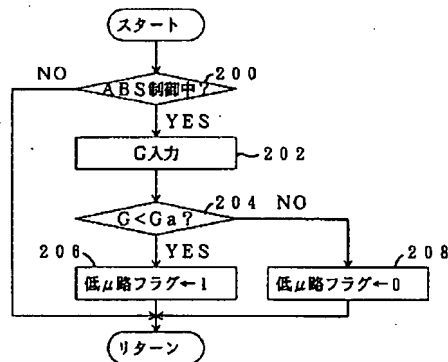 スタート
NO
200
ABS制御中?
YES
G入力
202
204
G<Ga?
NO
206
YES
208
低μ路フラグ←1
低μ路フラグ←0
リターン